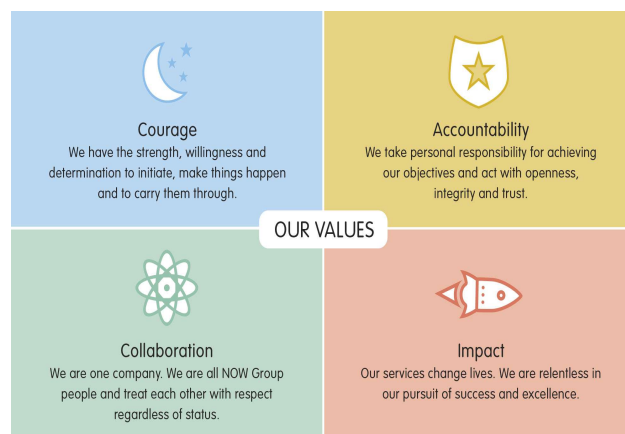 Courage
We have the strength, willingness and
determination to initiate, make things happen
and to carry them through.
Accountability
We take personal responsibility for achieving
our objectives and act with openness,
integrity and trust.
OUR VALUES
Collaboration
We are one company. We are all NOW Group
people and treat each other with respect
regardless of status.
Impact
Our services change lives. We are relentless in
our pursuit of success and excellence.